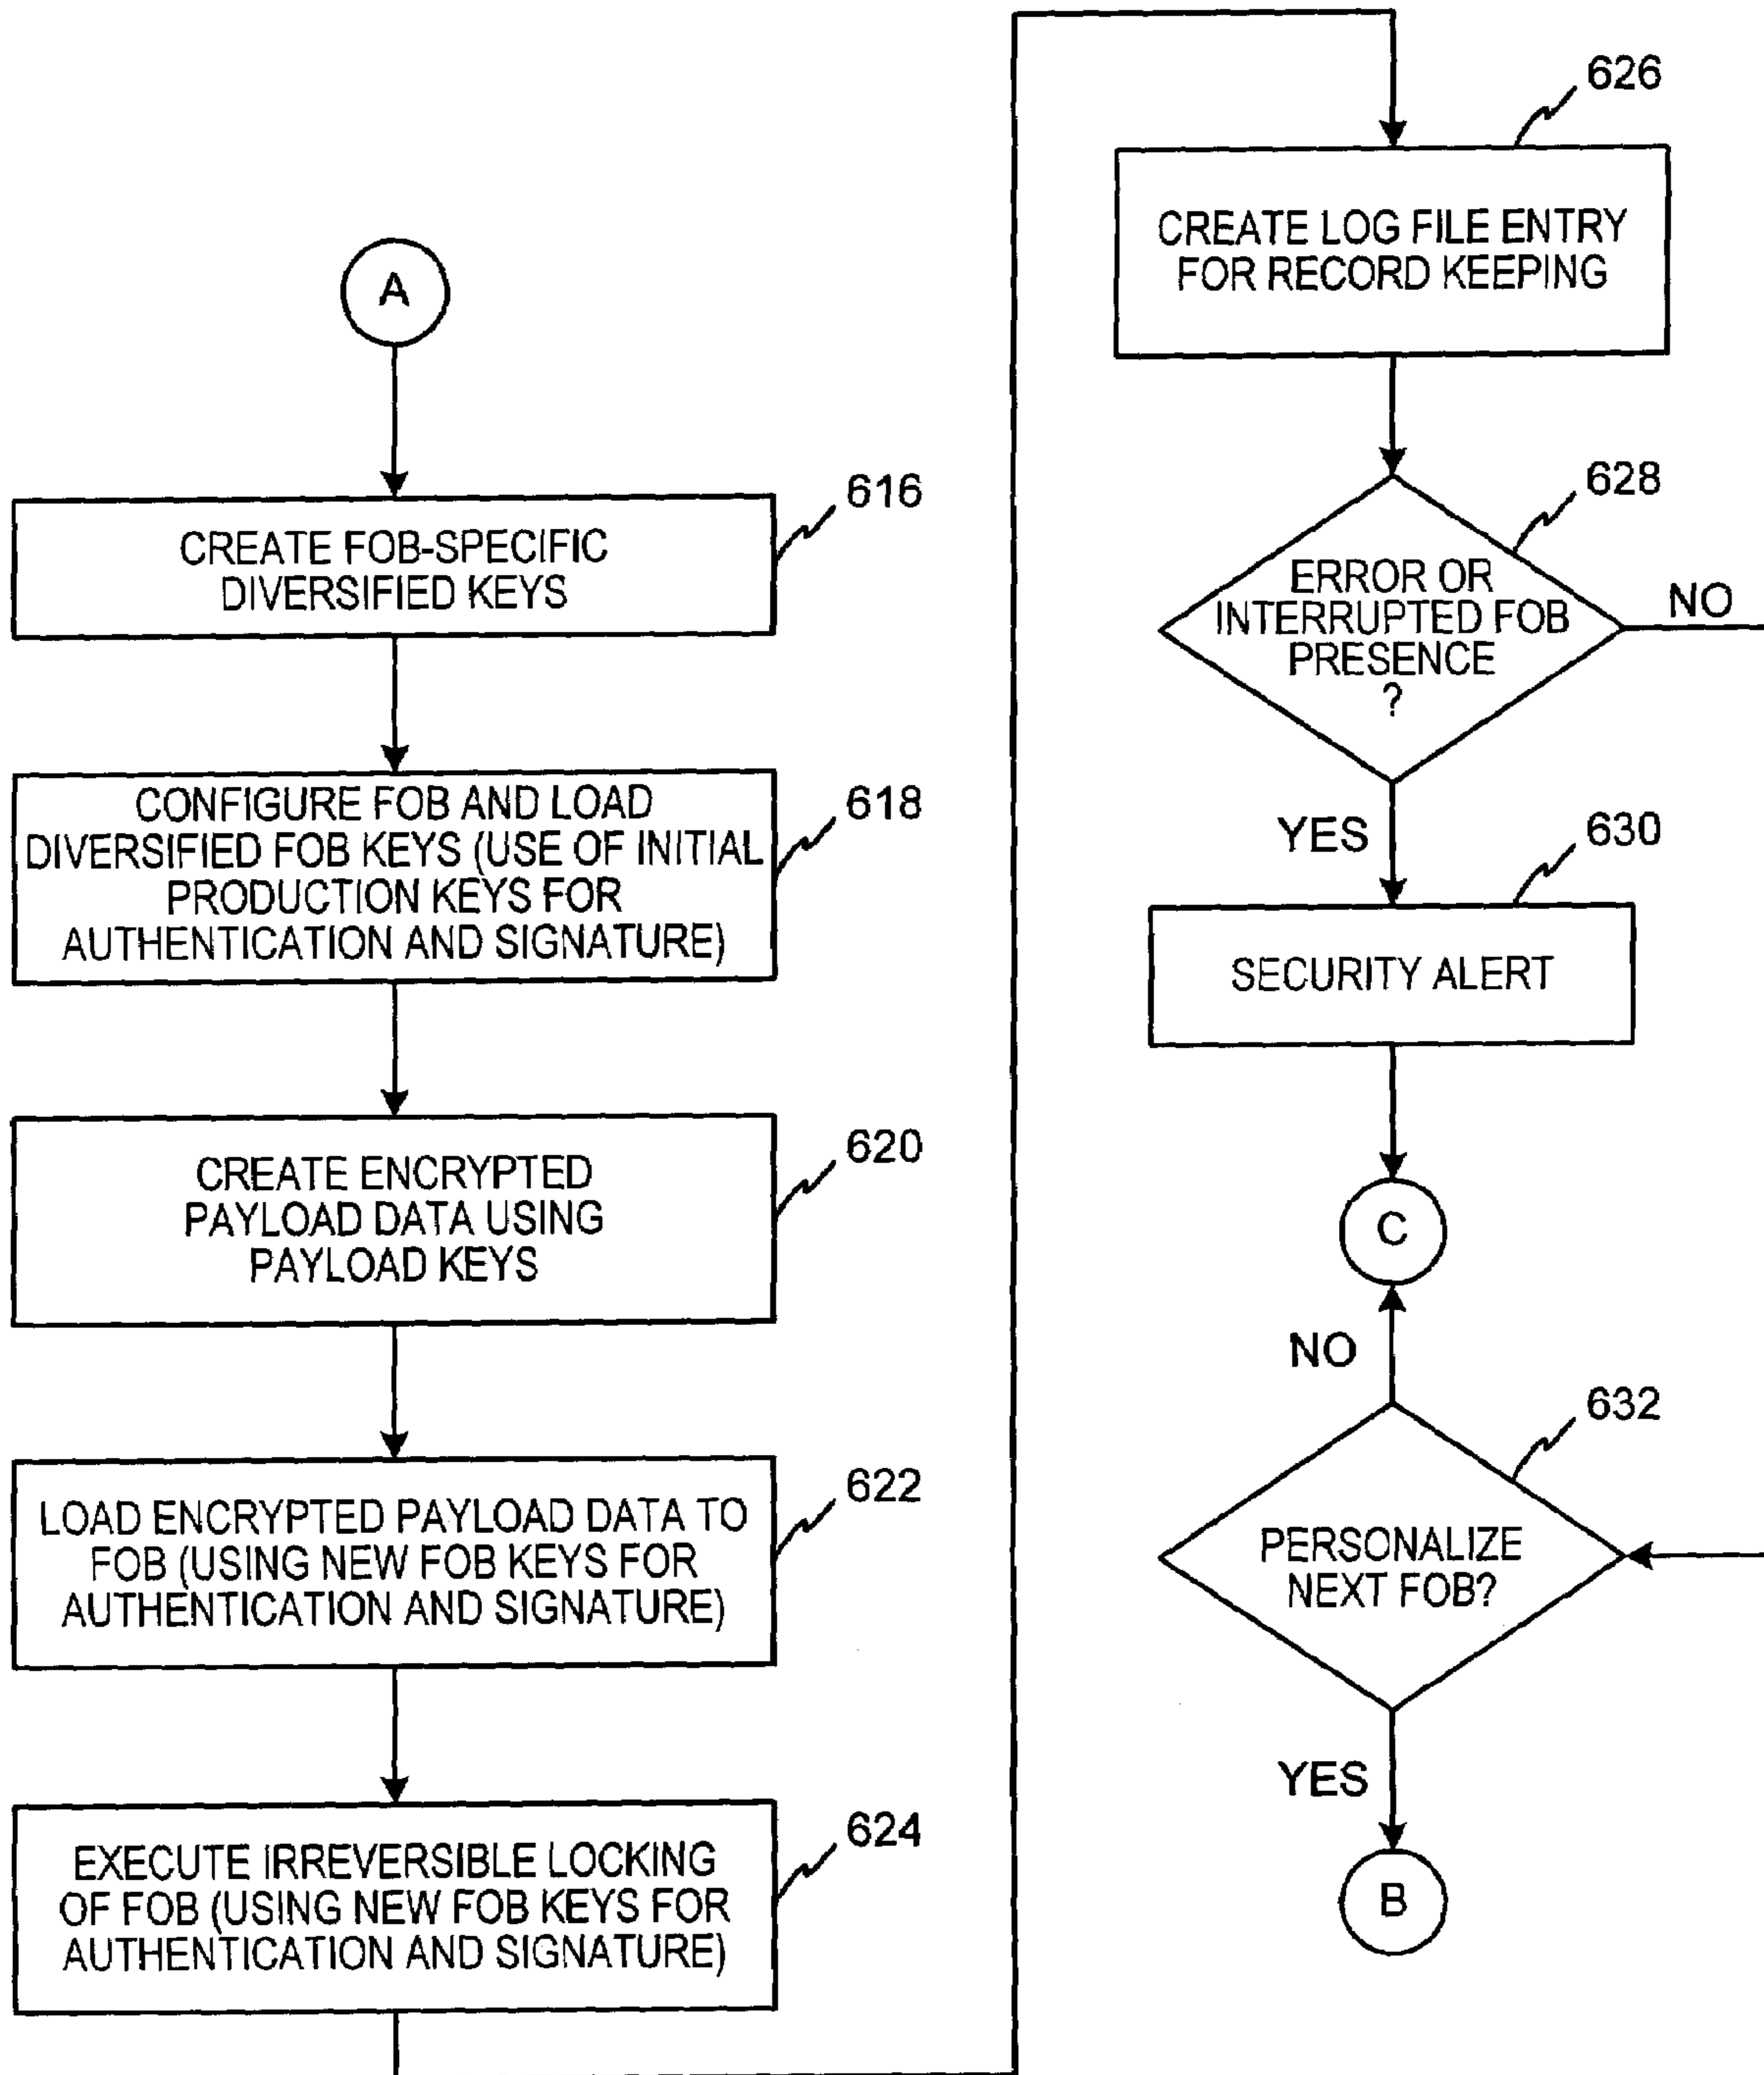 A
616
CREATE FOB-SPECIFIC
DIVERSIFIED KEYS
618
CONFIGURE FOB AND LOAD
DIVERSIFIED FOB KEYS (USE OF INITIAL
PRODUCTION KEYS FOR
AUTHENTICATION AND SIGNATURE)
620
CREATE ENCRYPTED
PAYLOAD DATA USING
PAYLOAD KEYS
622
LOAD ENCRYPTED PAYLOAD DATA TO
FOB (USING NEW FOB KEYS FOR
AUTHENTICATION AND SIGNATURE)
624
EXECUTE IRREVERSIBLE LOCKING
OF FOB (USING NEW FOB KEYS FOR
AUTHENTICATION AND SIGNATURE)
626
CREATE LOG FILE ENTRY
FOR RECORD KEEPING
628
ERROR OR
INTERRUPTED FOB
PRESENCE
?
NO
YES
630
SECURITY ALERT
C
NO
632
PERSONALIZE
NEXT FOB?
YES
B